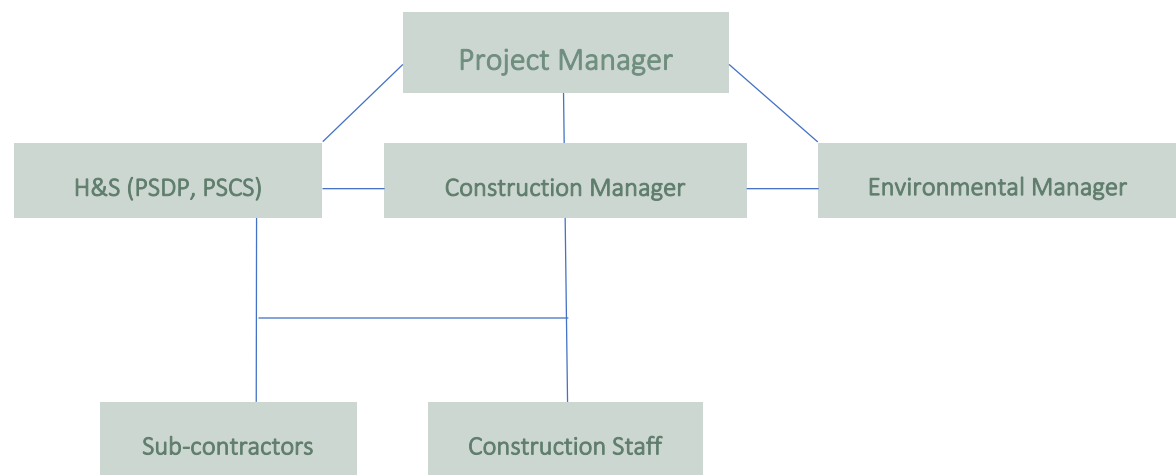 Project Manager
H&S (PSDP, PSCS)
Construction Manager
Environmental Manager
Sub-contractors
Construction Staff